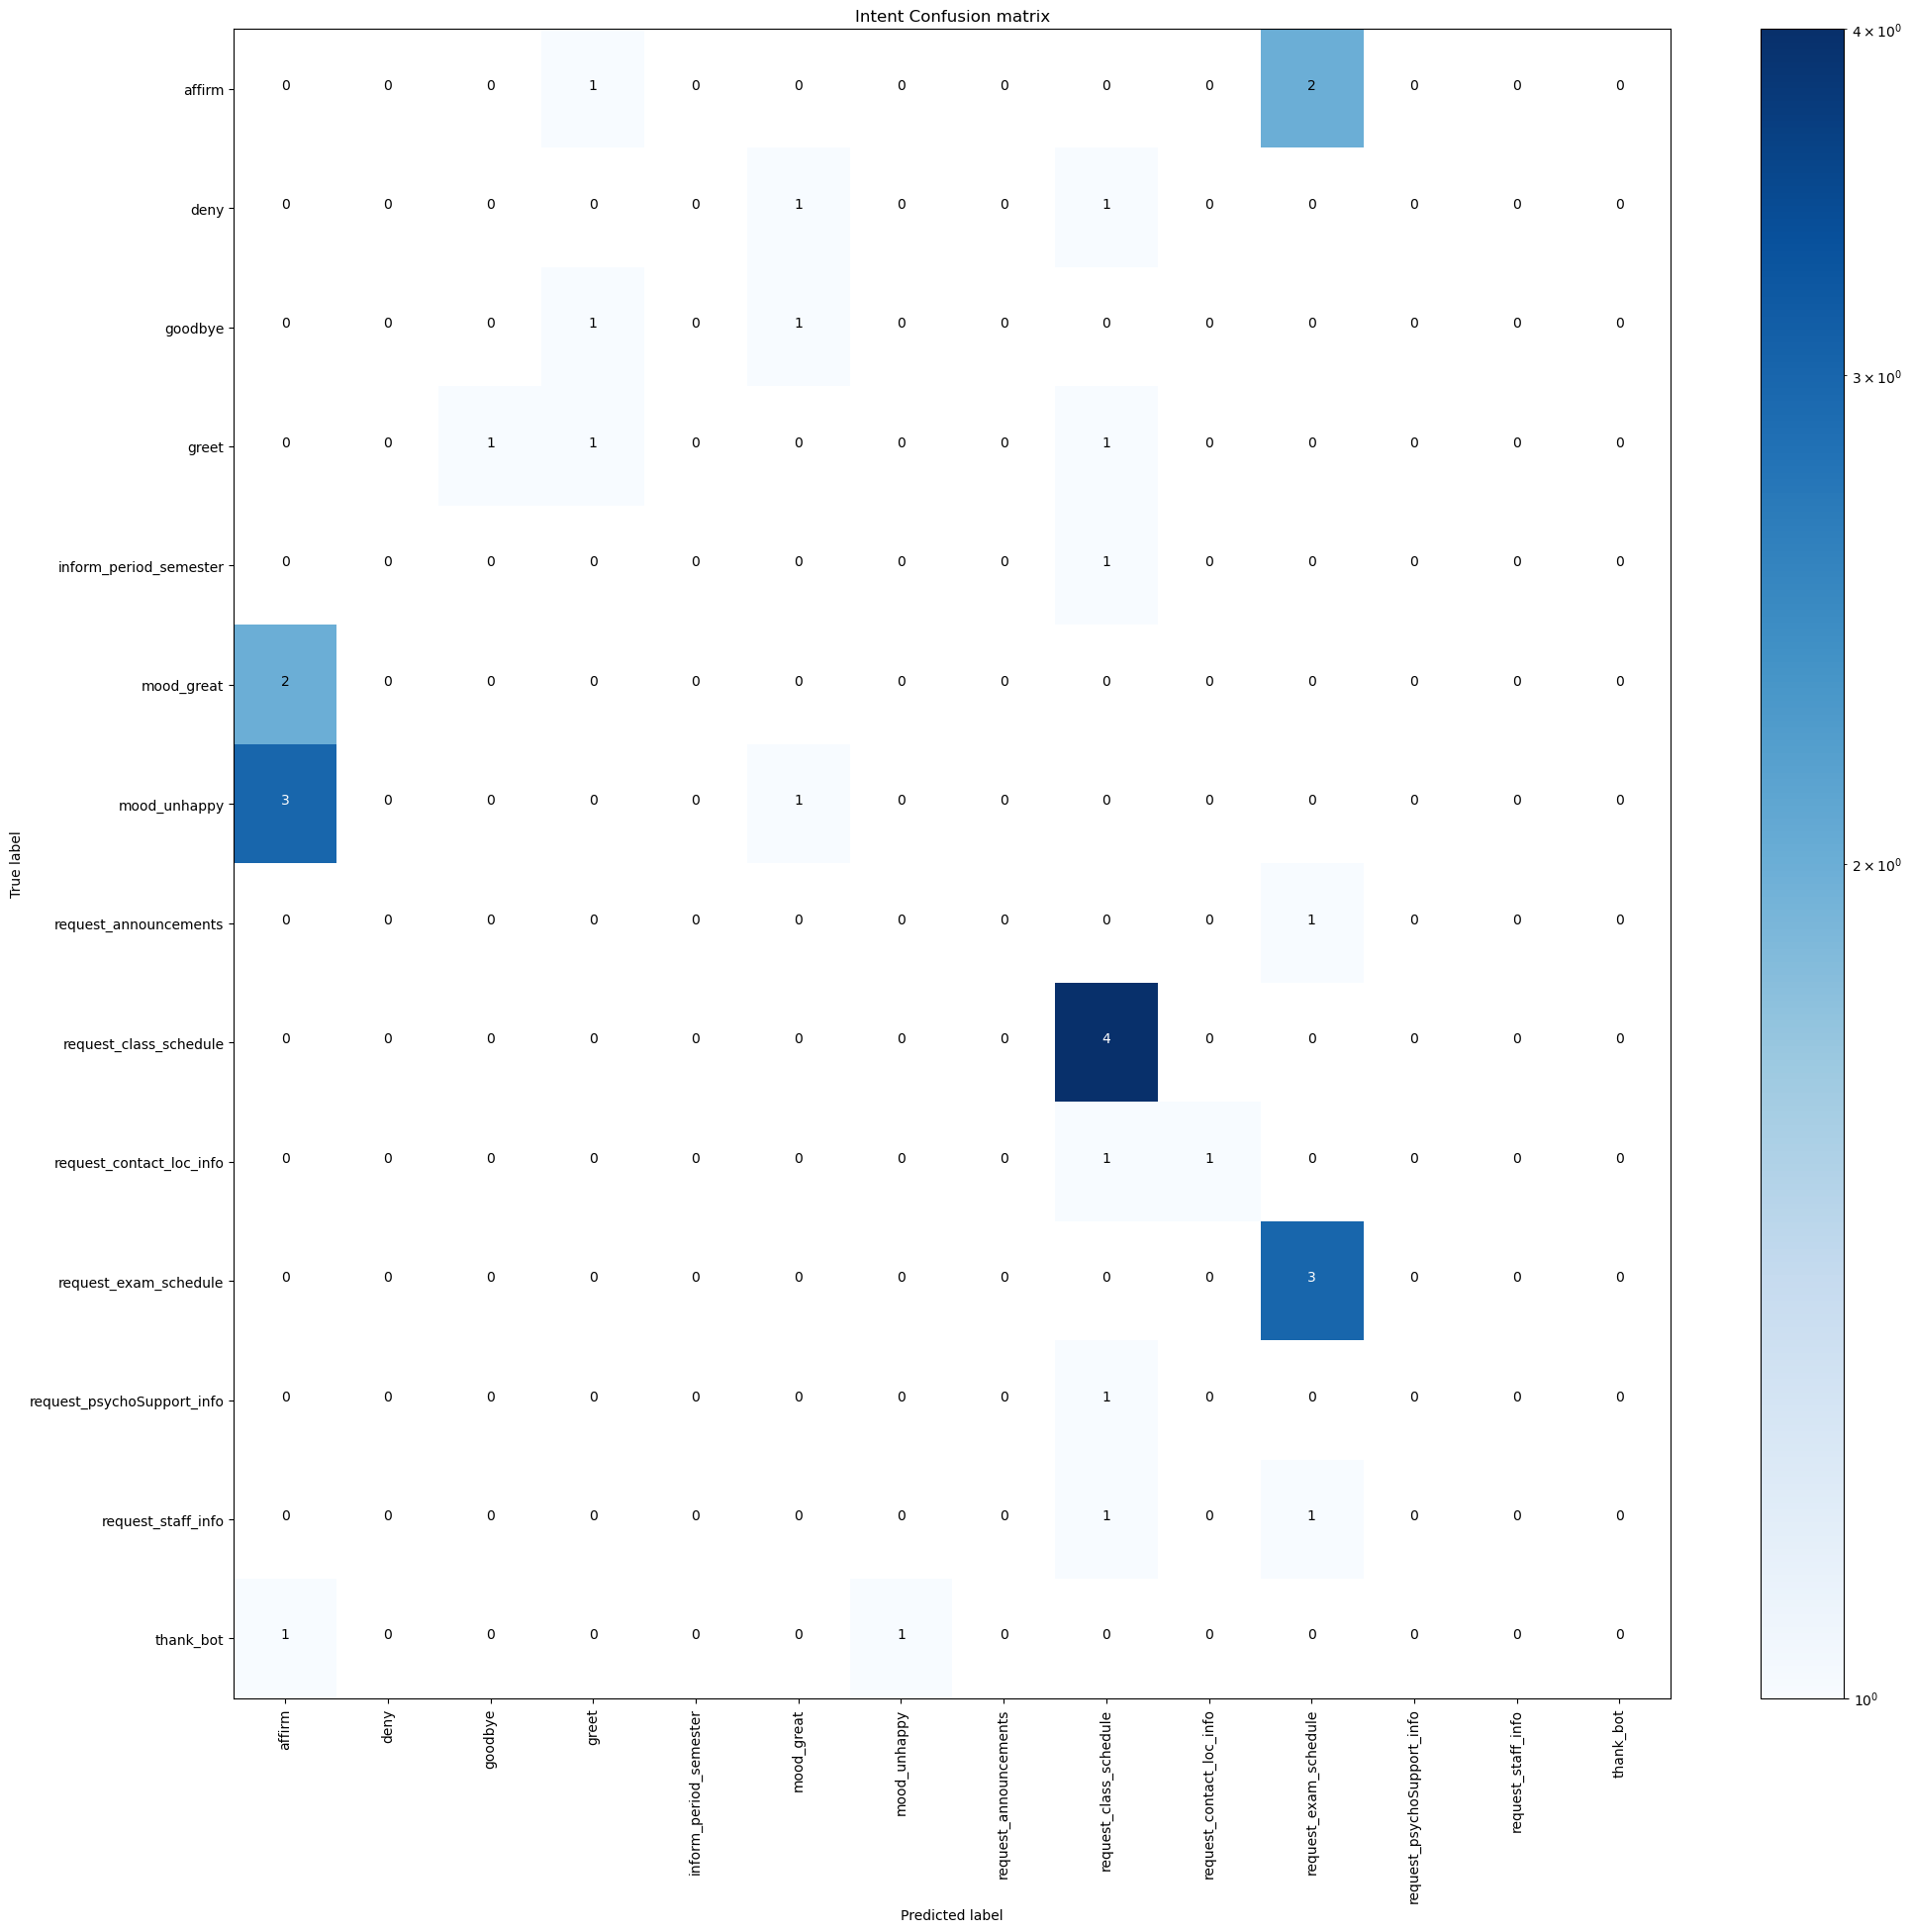 Intent Confusion matrix
affirm 0 0 0 1 0 0 0 0 0 0 2 0 0 0
deny 0 0 0 0 0 1 0 0 1 0 0 0 0 0
goodbye 0 0 0 1 0 1 0 0 0 0 0 0 0 0
greet 0 0 1 1 0 0 0 0 1 0 0 0 0 0
inform_period_semester 0 0 0 0 0 0 0 0 1 0 0 0 0 0
mood_great 2 0 0 0 0 0 0 0 0 0 0 0 0 0
mood_unhappy 3 0 0 0 0 1 0 0 0 0 0 0 0 0
request_announcements 0 0 0 0 0 0 0 0 0 0 1 0 0 0
request_class_schedule 0 0 0 0 0 0 0 0 4 0 0 0 0 0
request_contact_loc_info 0 0 0 0 0 0 0 0 1 1 0 0 0 0
request_exam_schedule 0 0 0 0 0 0 0 0 0 0 3 0 0 0
request_psychoSupport_info 0 0 0 0 0 0 0 0 1 0 0 0 0 0
request_staff_info 0 0 0 0 0 0 0 0 1 0 1 0 0 0
thank_bot 1 0 0 0 0 0 1 0 0 0 0 0 0 0
True label
affirm
deny
goodbye
greet
inform_period_semester
mood_great
mood_unhappy
request_announcements
request_class_schedule
request_contact_loc_info
request_exam_schedule
request_psychoSupport_info
request_staff_info
thank_bot
Predicted label
4 × 10⁰
3 × 10⁰
2 × 10⁰
10⁰